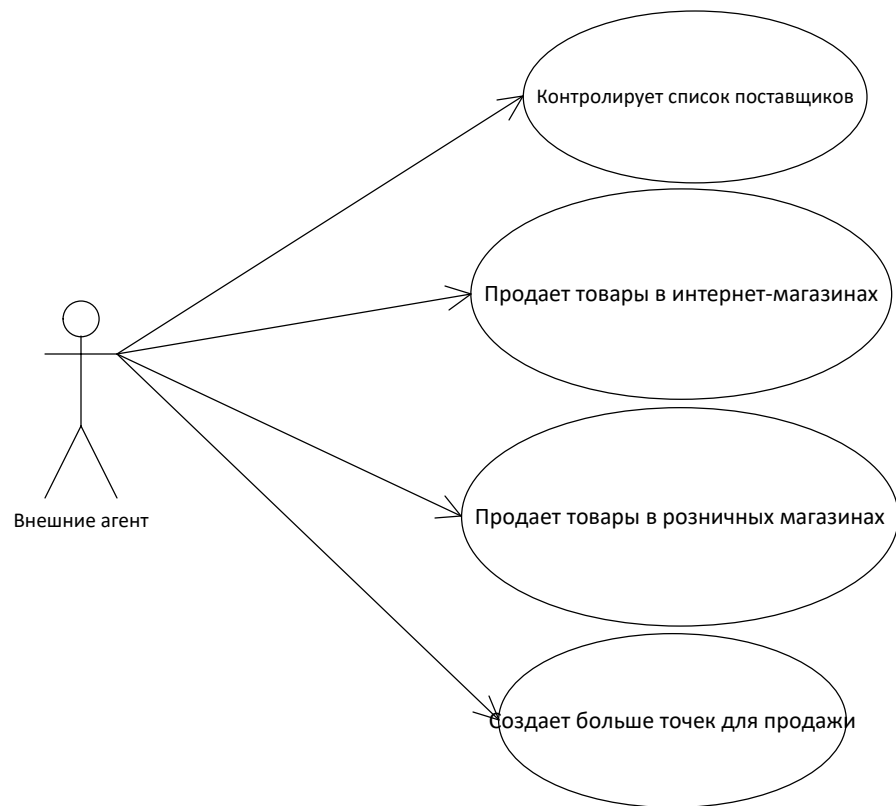 Контролирует список поставщиков
Продает товары в интернет-магазинах
Продает товары в розничных магазинах
Внешние агент
Создает больше точек для продажи